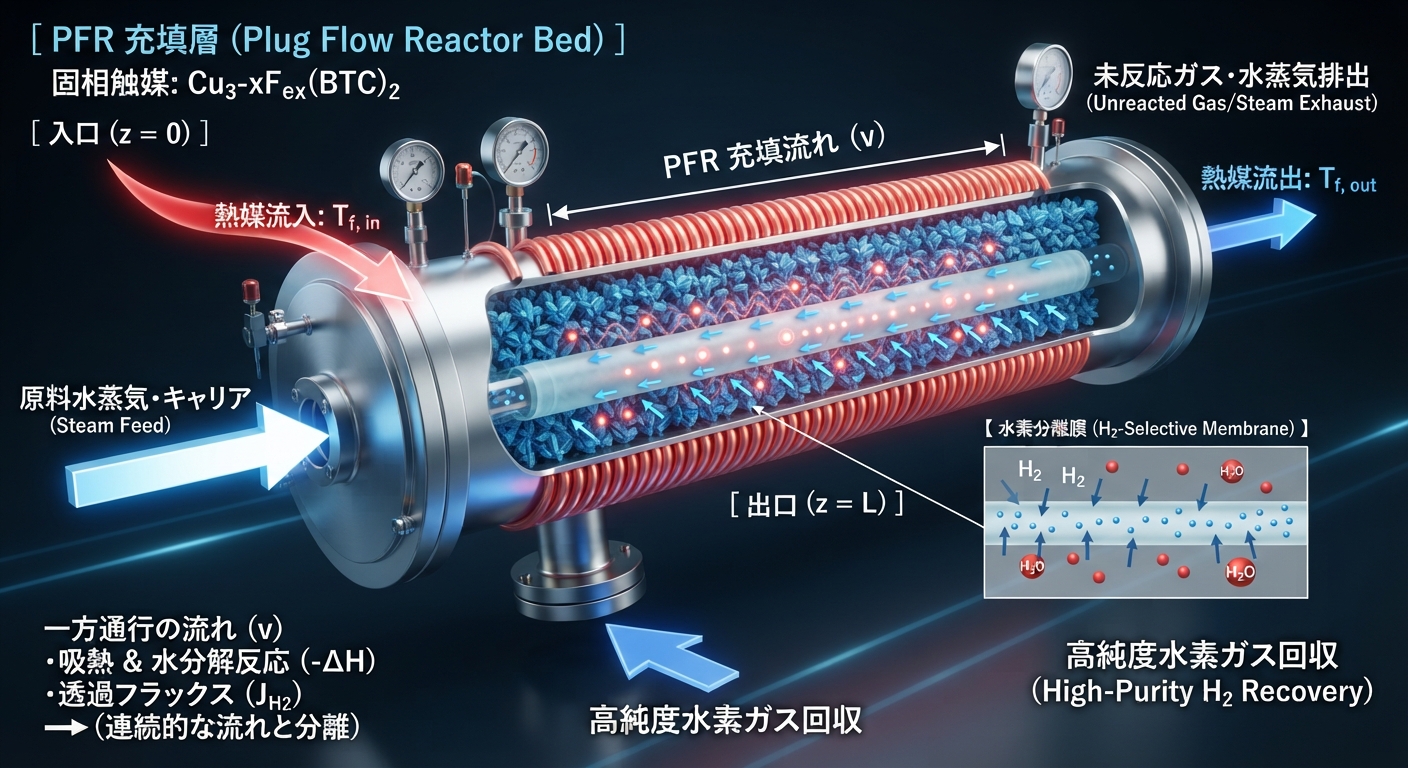 [ PFR 充填層 (Plug Flow Reactor Bed) ]
固相触媒: Cu₃-xFₑₓ(BTC)₂
[ 入口 (z = 0) ]
熱媒流入: T_f, in
PFR 充填流れ (v)
未反応ガス・水蒸気排出
(Unreacted Gas/Steam Exhaust)
熱媒流出: T_f, out
原料水蒸気・キャリア
(Steam Feed)
[ 出口 (z = L) ]
【 水素分離膜 (H₂-Selective Membrane) 】
H₂
H₂
H₂O
H₂O
H₂O
一方通行の流れ (v)
・吸熱 & 水分解反応 (-ΔH)
・透過フラックス (J_H2)
→ (連続的な流れと分離)
高純度水素ガス回収
高純度水素ガス回収
(High-Purity H₂ Recovery)